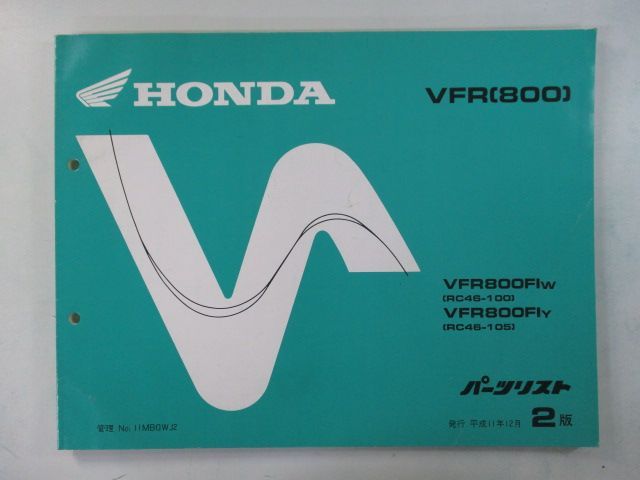 HONDA
VFR(800)
VFR800FIW
(RC46-100)
VFR800FIY
(RC46-105)
パーツリスト
管理 No. 11MBGWJ2
発行 平成11年12月 2版